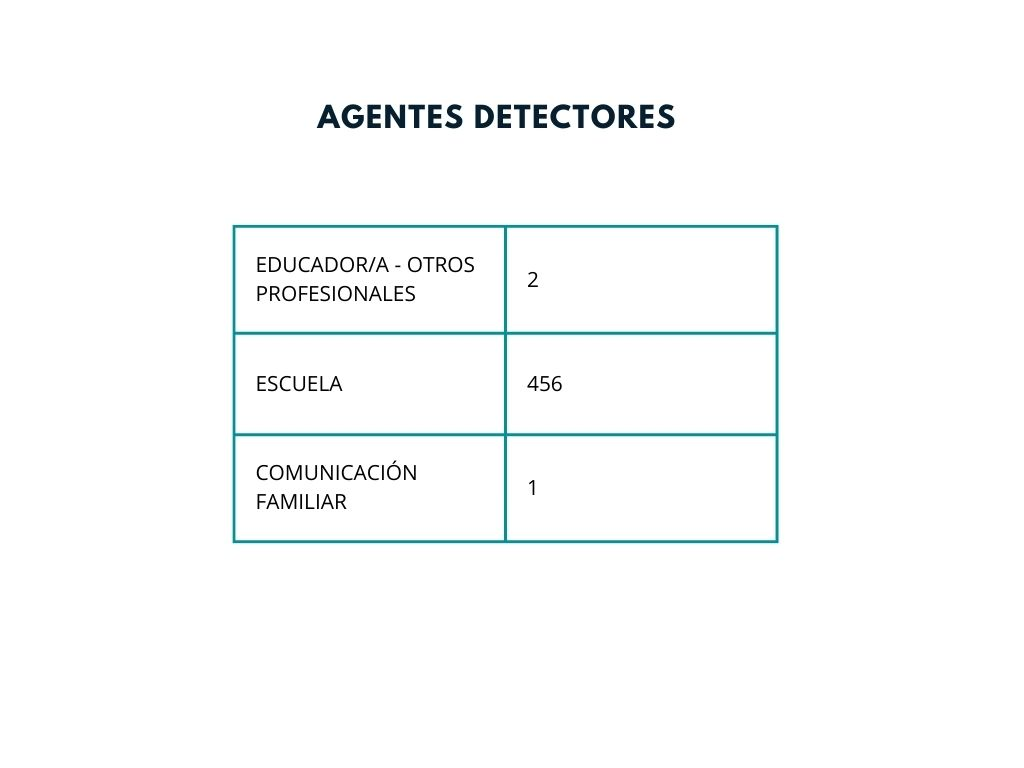 AGENTES DETECTORES
EDUCADOR/A - OTROS
PROFESIONALES
2
ESCUELA
456
COMUNICACIÓN
FAMILIAR
1